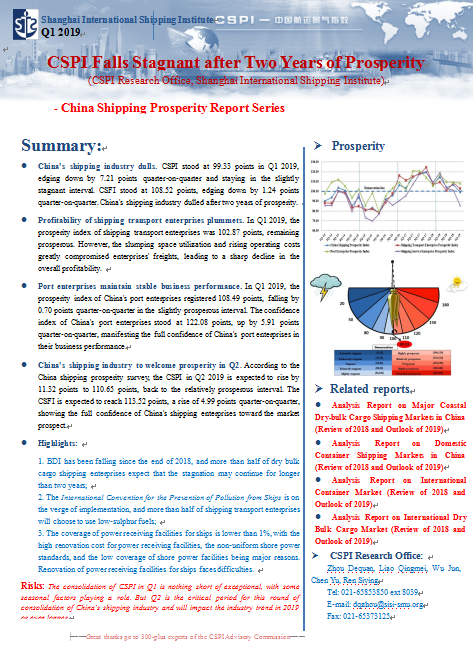 Shanghai International Shipping Institute
Q1 2019
CSPI — 中国航运景气指数
CSPI Falls Stagnant after Two Years of Prosperity
(CSPI Research Office, Shanghai International Shipping Institute)
- China Shipping Prosperity Report Series
Summary:
China's shipping industry dulls. CSPI stood at 99.33 points in Q1 2019,
edging down by 7.21 points quarter-on-quarter and staying in the slightly
stagnant interval. CSFI stood at 108.52 points, edging down by 1.24 points
quarter-on-quarter. China's shipping industry dulled after two years of prosperity.
Profitability of shipping transport enterprises plummets. In Q1 2019, the
prosperity index of shipping transport enterprises was 102.87 points, remaining
prosperous. However, the slumping space utilization and rising operating costs
greatly compromised enterprises' freights, leading to a sharp decline in the
overall profitability.
Port enterprises maintain stable business performance. In Q1 2019, the
prosperity index of China's port enterprises registered 108.49 points, falling by
0.70 points quarter-on-quarter in the slightly prosperous interval. The confidence
index of China's port enterprises stood at 122.08 points, up by 5.91 points
quarter-on-quarter, manifesting the full confidence of China's port enterprises in
their business performance.
China's shipping industry to welcome prosperity in Q2. According to the
China shipping prosperity survey, the CSPI in Q2 2019 is expected to rise by
11.32 points to 110.65 points, back to the relatively prosperous interval. The
CSFI is expected to reach 113.52 points, a rise of 4.99 points quarter-on-quarter,
showing the full confidence of China's shipping enterprises toward the market
prospect.
Highlights:
1. BDI has been falling since the end of 2018, and more than half of dry bulk
cargo shipping enterprises expect that the stagnation may continue for longer
than two years;
2. The International Convention for the Prevention of Pollution from Ships is on
the verge of implementation, and more than half of shipping transport enterprises
will choose to use low-sulphur fuels;
3. The coverage of power receiving facilities for ships is lower than 1%, with the
high renovation cost for power receiving facilities, the non-uniform shore power
standards, and the low coverage of shore power facilities being major reasons.
Renovation of power receiving facilities for ships faces difficulties.
Risks: The consolidation of CSPI in Q1 is nothing short of exceptional, with some
seasonal factors playing a role. But Q2 is the critical period for this round of
consolidation of China's shipping industry and will impact the trend in 2019
Prosperity
20
50
80
90
100
110
120
160
Related reports
Analysis Report on Major Coastal
Dry-bulk Cargo Shipping Markets in China
(Review of 2018 and Outlook of 2019)
Analysis Report on Domestic
Container Shipping Markets in China
(Review of 2018 and Outlook of 2019)
Analysis Report on International
Container Market (Review of 2018 and
Outlook of 2019)
Analysis Report on International Dry
Bulk Cargo Market (Review of 2018 and
Outlook of 2019)
CSPI Research Office:
Zhou Dequan, Liao Qingmei, Wu Jun,
Chen Yu, Ren Siying
Tel: 021-65853850 ext 8039
E-mail: dqzhou@sisi-smu.org
Fax: 021-65373125
Great thanks go to 300-plus experts of the CSPI Advisory Commission